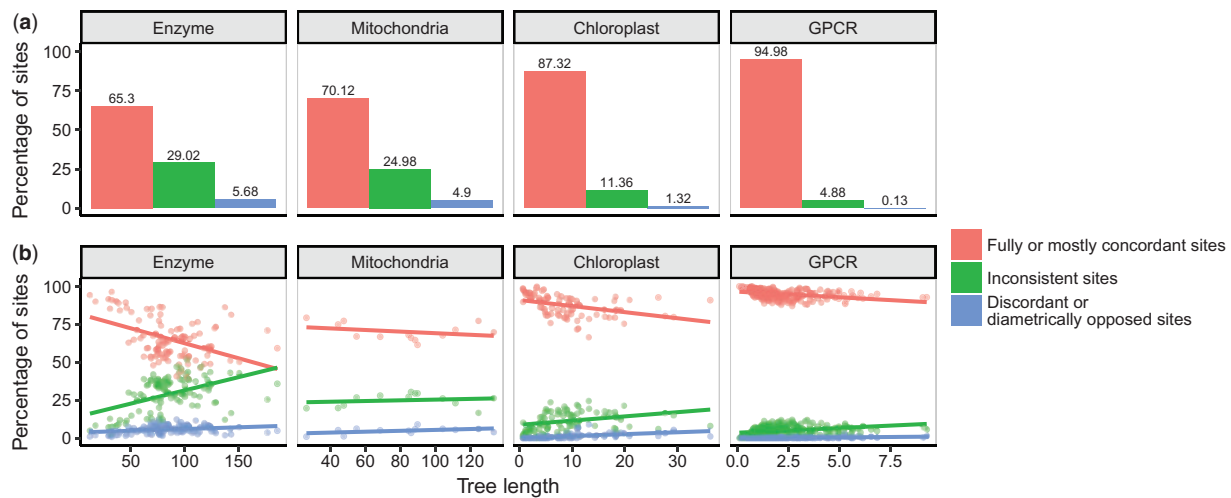 (a)
Enzyme Mitochondria Chloroplast GPCR
Percentage of sites
100
75
50
25
0
65.3 29.02 5.68
70.12 24.98 4.9
87.32 11.36 1.32
94.98 4.88 0.13
(b)
Enzyme Mitochondria Chloroplast GPCR
Percentage of sites
100
75
50
25
0
50 100 150
40 60 80 100 120
0 10 20 30
0.0 2.5 5.0 7.5
Tree length
Fully or mostly concordant sites
Inconsistent sites
Discordant or
diametrically opposed sites